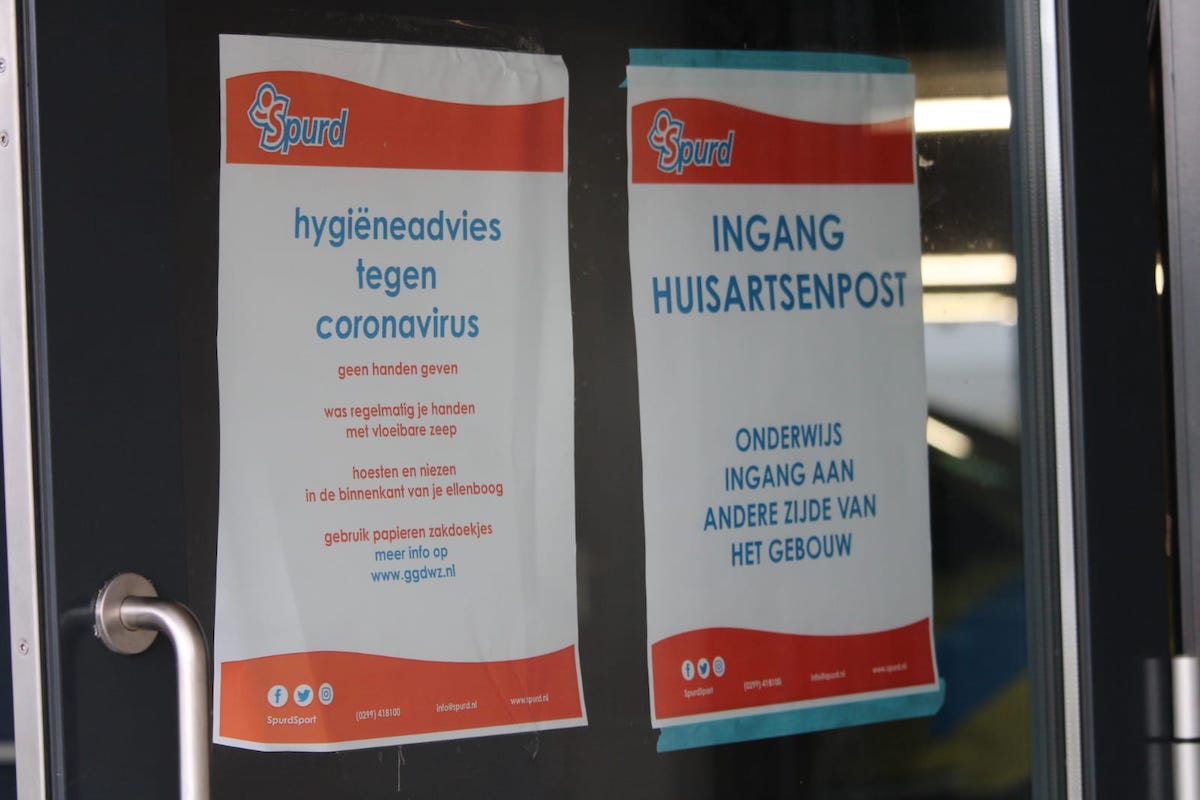 Spurd
hygiëneadvies
tegen
coronavirus
geen handen geven
was regelmatig je handen
met vloeibare zeep
hoesten en niezen
in de binnenkant van je ellenboog
gebruik papieren zakdoekjes
meer info op
www.ggdwz.nl
SpurdSport
(0299) 418100
info@spurd.nl
www.spurd.nl
Spurd
INGANG
HUISARTSENPOST
ONDERWIJS
INGANG AAN
ANDERE ZIJDE VAN
HET GEBOUW
SpurdSport
(0299) 418100
info@spurd.nl
www.spurd.nl